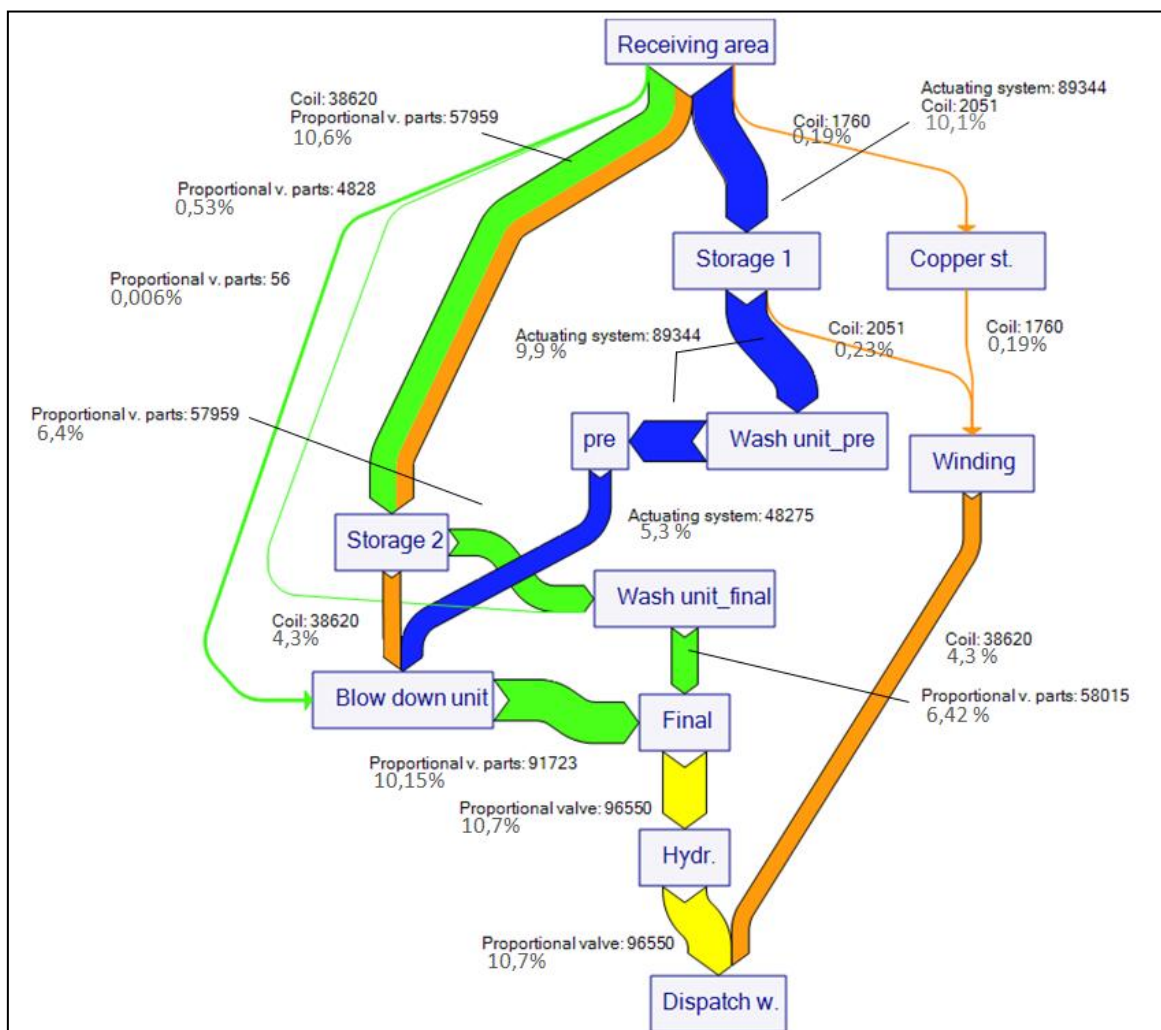 Receiving area
Actuating system: 89344
Coil: 2051
10,1%
Coil: 38620
Proportional v. parts: 57959
10,6%
Coil: 1760
0,19%
Proportional v. parts: 4828
0,53%
Storage 1
Copper st.
Proportional v. parts: 56
0,006%
Actuating system: 89344
9,9 %
Coil: 2051
0,23%
Coil: 1760
0,19%
Proportional v. parts: 57959
6,4%
pre
Wash unit_pre
Winding
Actuating system: 48275
5,3 %
Storage 2
Wash unit_final
Coil: 38620
4,3%
Coil: 38620
4,3 %
Blow down unit
Final
Proportional v. parts: 58015
6,42 %
Proportional v. parts: 91723
10,15%
Proportional valve: 96550
10,7%
Hydr.
Proportional valve: 96550
10,7%
Dispatch w.